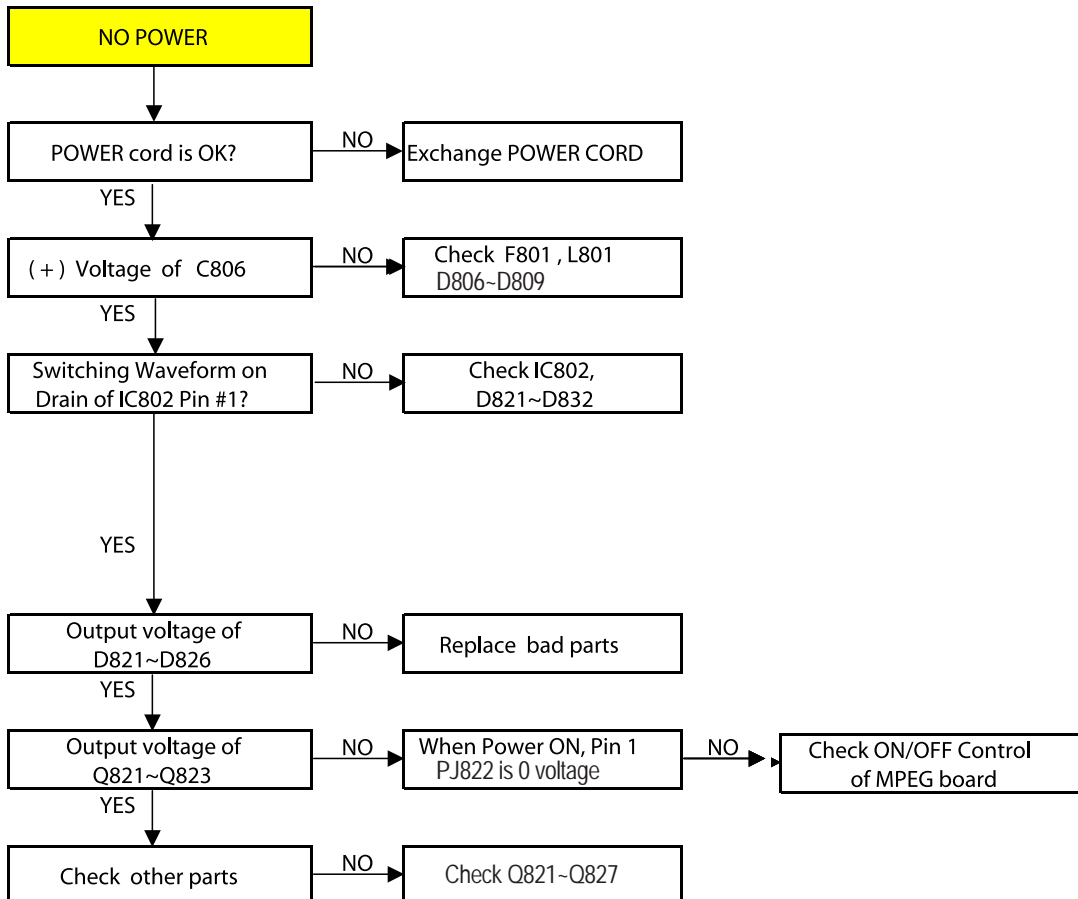 NO POWER
POWER cord is OK?
NO
Exchange POWER CORD
YES
( + ) Voltage of C806
NO
Check F801 , L801
D806~D809
YES
Switching Waveform on
Drain of IC802 Pin #1?
NO
Check IC802,
D821~D832
YES
Output voltage of
D821~D826
NO
Replace bad parts
YES
Output voltage of
Q821~Q823
NO
When Power ON, Pin 1
PJ822 is 0 voltage
NO
Check ON/OFF Control
of MPEG board
YES
Check other parts
NO
Check Q821~Q827